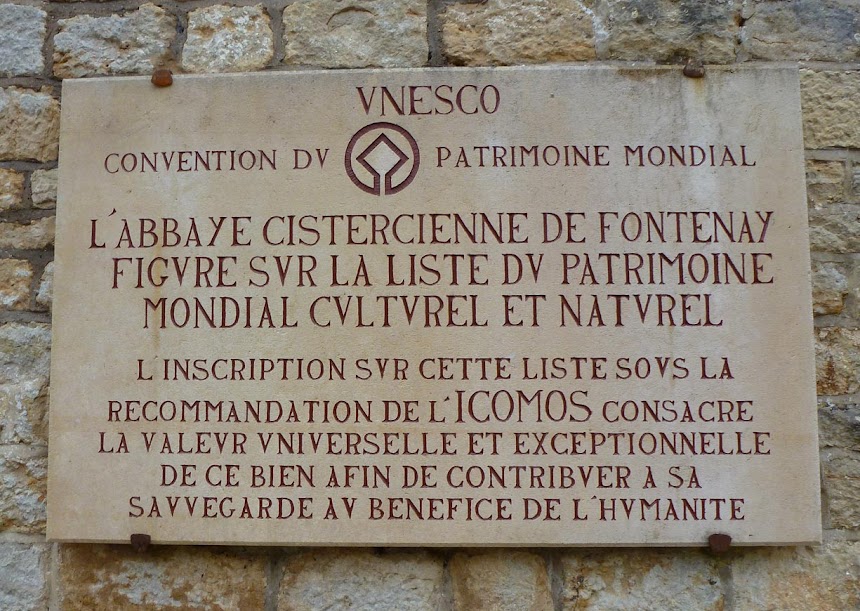 VNESCO
CONVENTION DV PATRIMOINE MONDIAL
L'ABBAYE CISTERCIENNE DE FONTENAY
FIGVRE SVR LA LISTE DV PATRIMOINE
MONDIAL CVLTVREL ET NATVREL
L'INSCRIPTION SVR CETTE LISTE SOVS LA
RECOMMANDATION DE L'ICOMOS CONSACRE
LA VALEVR VNIVERSELLE ET EXCEPTIONNELLE
DE CE BIEN AFIN DE CONTRIBVER A SA
SAVVEGARDE AV BENEFICE DE L'HVMANITE